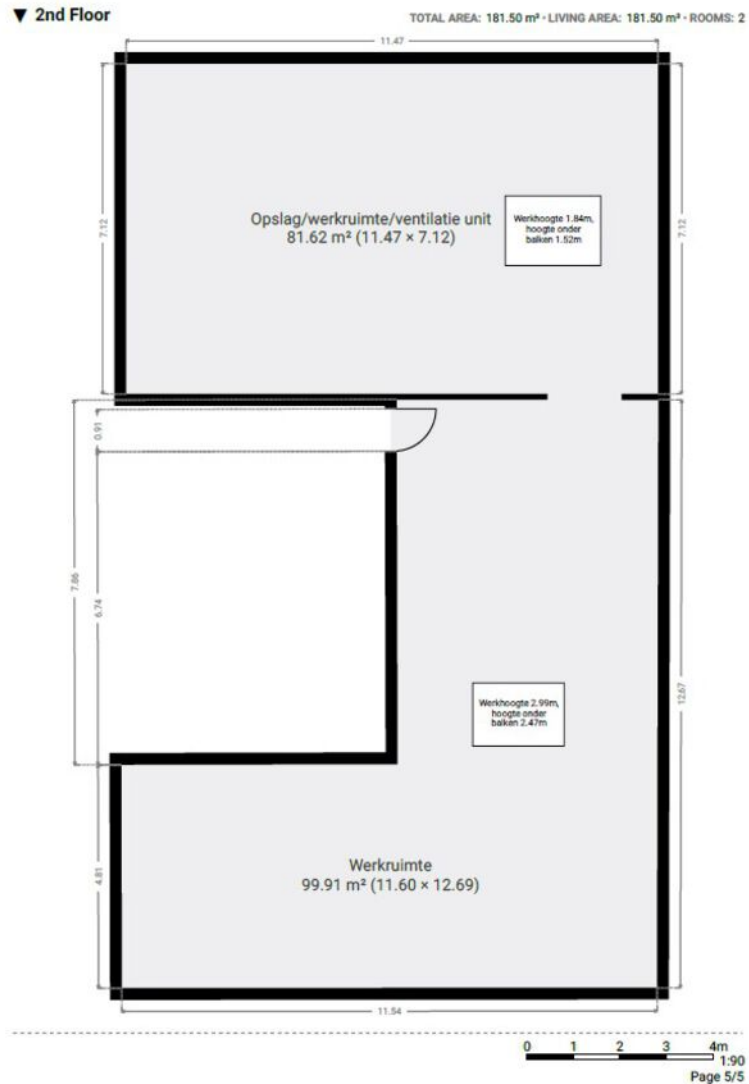 ▼ 2nd Floor
TOTAL AREA: 181.50 m² · LIVING AREA: 181.50 m² · ROOMS: 2
11.47
7.12
7.12
Opslag/werkruimte/ventilatie unit
81.62 m² (11.47 × 7.12)
Werkhoogte 1.84m,
hoogte onder
balken 1.52m
0.91
7.86
6.74
12.67
Werkhoogte 2.99m,
hoogte onder
balken 2.47m
4.81
Werkruimte
99.91 m² (11.60 × 12.69)
11.54
0 1 2 3 4m
1:90
Page 5/5